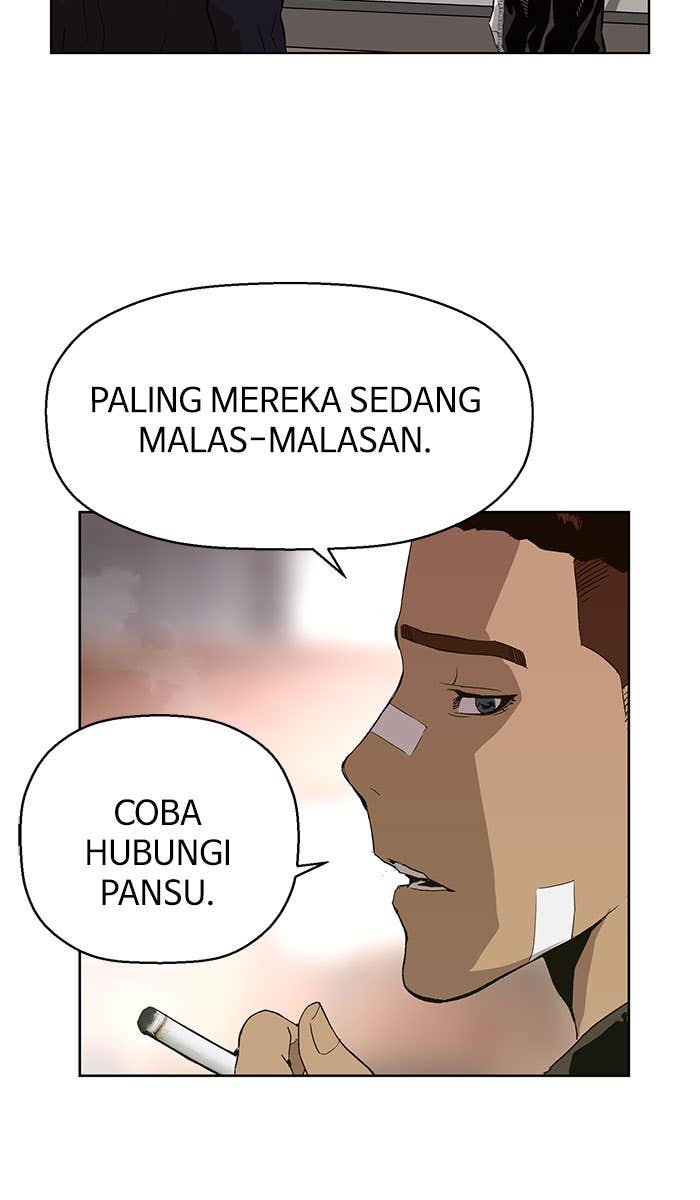 PALING MEREKA SEDANG
MALAS-MALASAN.
COBA
HUBUNGI
PANSU.